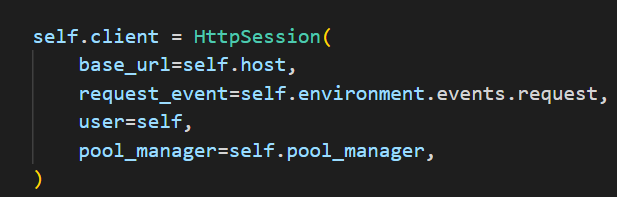 self.client = HttpSession(
    base_url=self.host,
    request_event=self.environment.events.request,
    user=self,
    pool_manager=self.pool_manager,
)